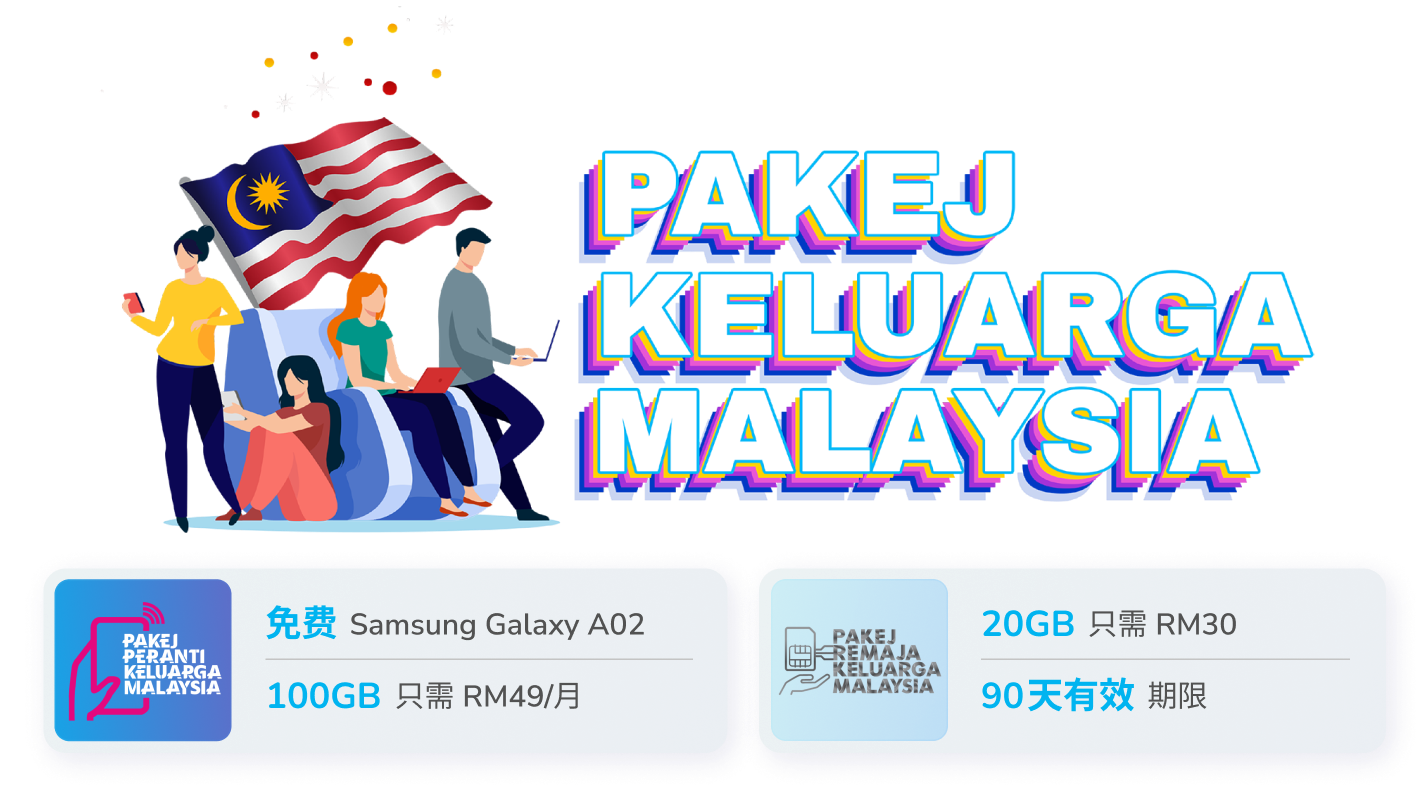 PAKEJ
KELUARGA
MALAYSIA
PAKEJ
PERANTI
KELUARGA
MALAYSIA
免费 Samsung Galaxy A02
100GB 只需 RM49/月
PAKEJ
REMAJA
KELUARGA
MALAYSIA
20GB 只需 RM30
90天有效 期限